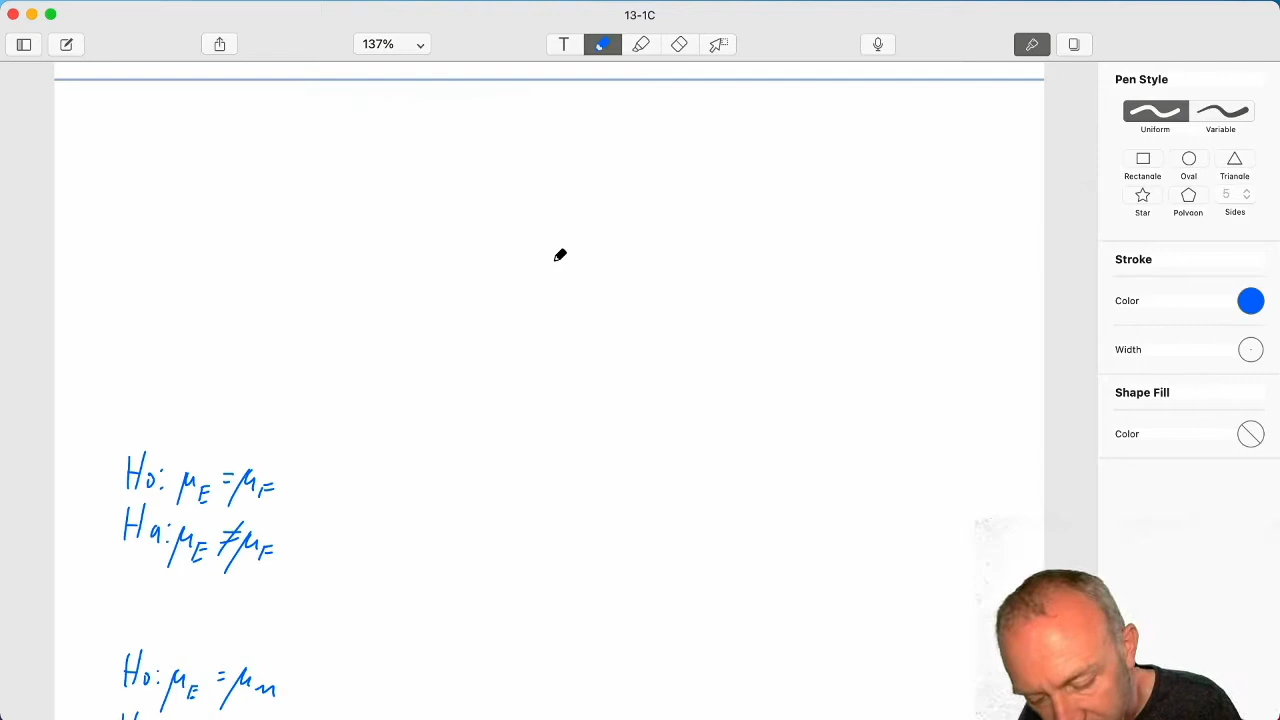 13-1C
137%
T
Pen Style
Uniform
Variable
Rectangle
Oval
Triangle
5
Star
Polygon
Sides
Stroke
Color
Width
Shape Fill
Color
Ho: μE = μF
Ha: μE ≠ μF
Ho: μE = μM